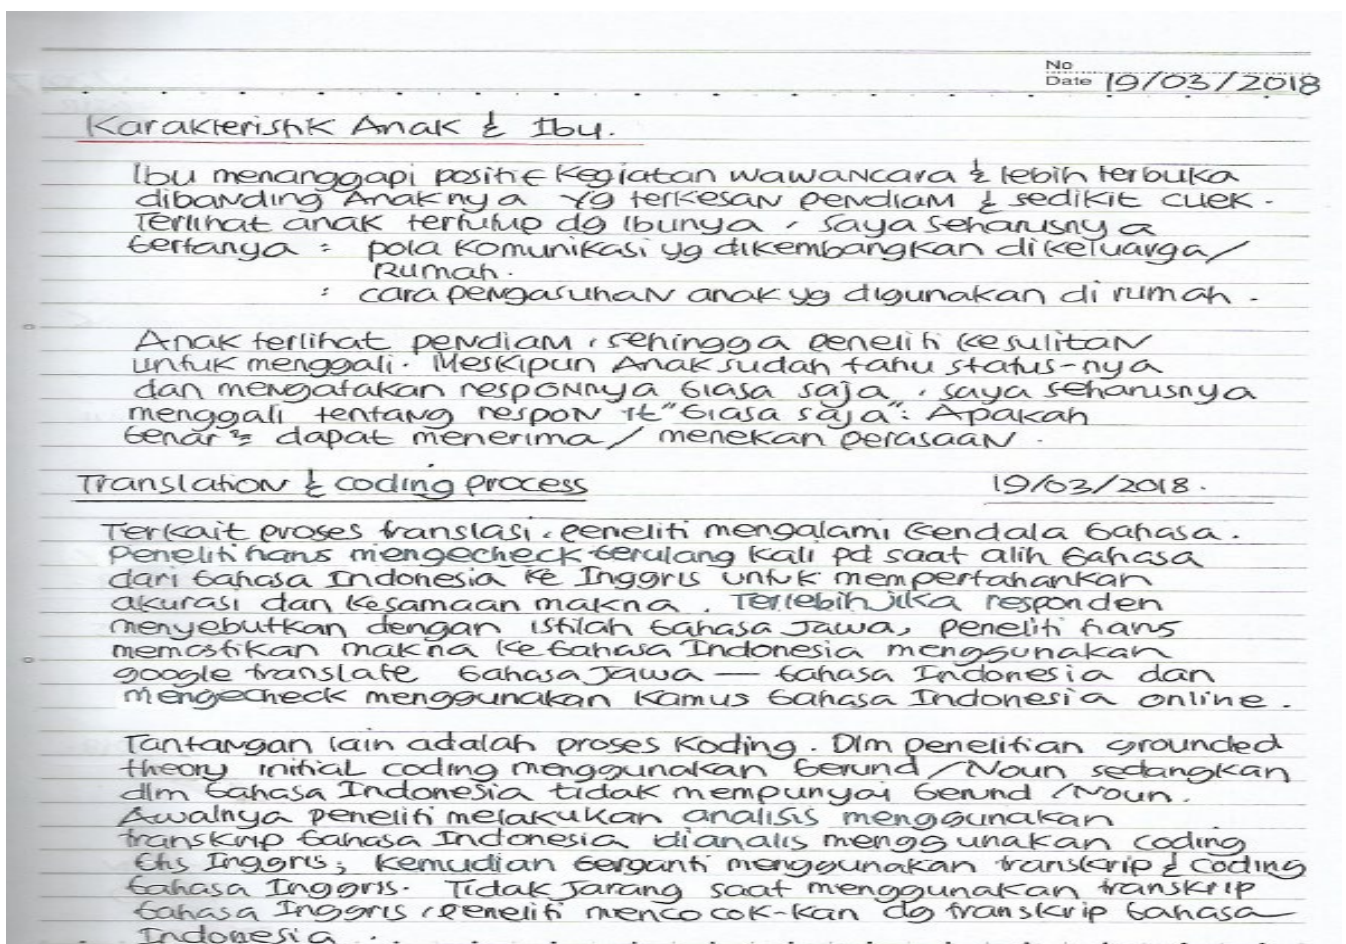 No
Date 19/03/2018
Karakteristik Anak & Ibu.
Ibu menanggapi positif kegiatan wawancara & lebih terbuka
dibanding Anaknya yg terkesan pendiam & sedikit cuek.
Terlihat anak tertutup dg Ibunya, saya seharusnya
bertanya : pola komunikasi yg dikembangkan di keluarga/
Rumah.
: cara pengasuhan anak yg digunakan di rumah.
Anak terlihat pendiam, sehingga peneliti kesulitan
untuk menggali. Meskipun Anak sudah tahu status-nya
dan mengatakan responnya biasa saja, saya seharusnya
menggali tentang respon tt "biasa saja": Apakah
benar² dapat menerima / menekan perasaan.
Translation & coding process 19/03/2018.
Terkait proses translasi, peneliti mengalami kendala bahasa.
Peneliti harus mengecheck berulang kali pd saat alih bahasa
dari bahasa Indonesia ke Inggris untuk mempertahankan
akurasi dan kesamaan makna. Terlebih jika responden
menyebutkan dengan istilah bahasa Jawa, peneliti harus
memastikan makna ke bahasa Indonesia menggunakan
google translate bahasa Jawa — bahasa Indonesia dan
mengecheck menggunakan kamus bahasa Indonesia online.
Tantangan lain adalah proses koding. Dlm penelitian grounded
theory initial coding menggunakan Gerund / Noun sedangkan
dlm bahasa Indonesia tidak mempunyai Gerund / Noun.
Awalnya peneliti melakukan analisis menggunakan
transkrip bahasa Indonesia dianalis menggunakan coding
bhs Inggris; kemudian berganti menggunakan transkrip & coding
bahasa Inggris. Tidak jarang saat menggunakan transkrip
bahasa Inggris, peneliti mencocok-kan dg transkrip bahasa
Indonesia.